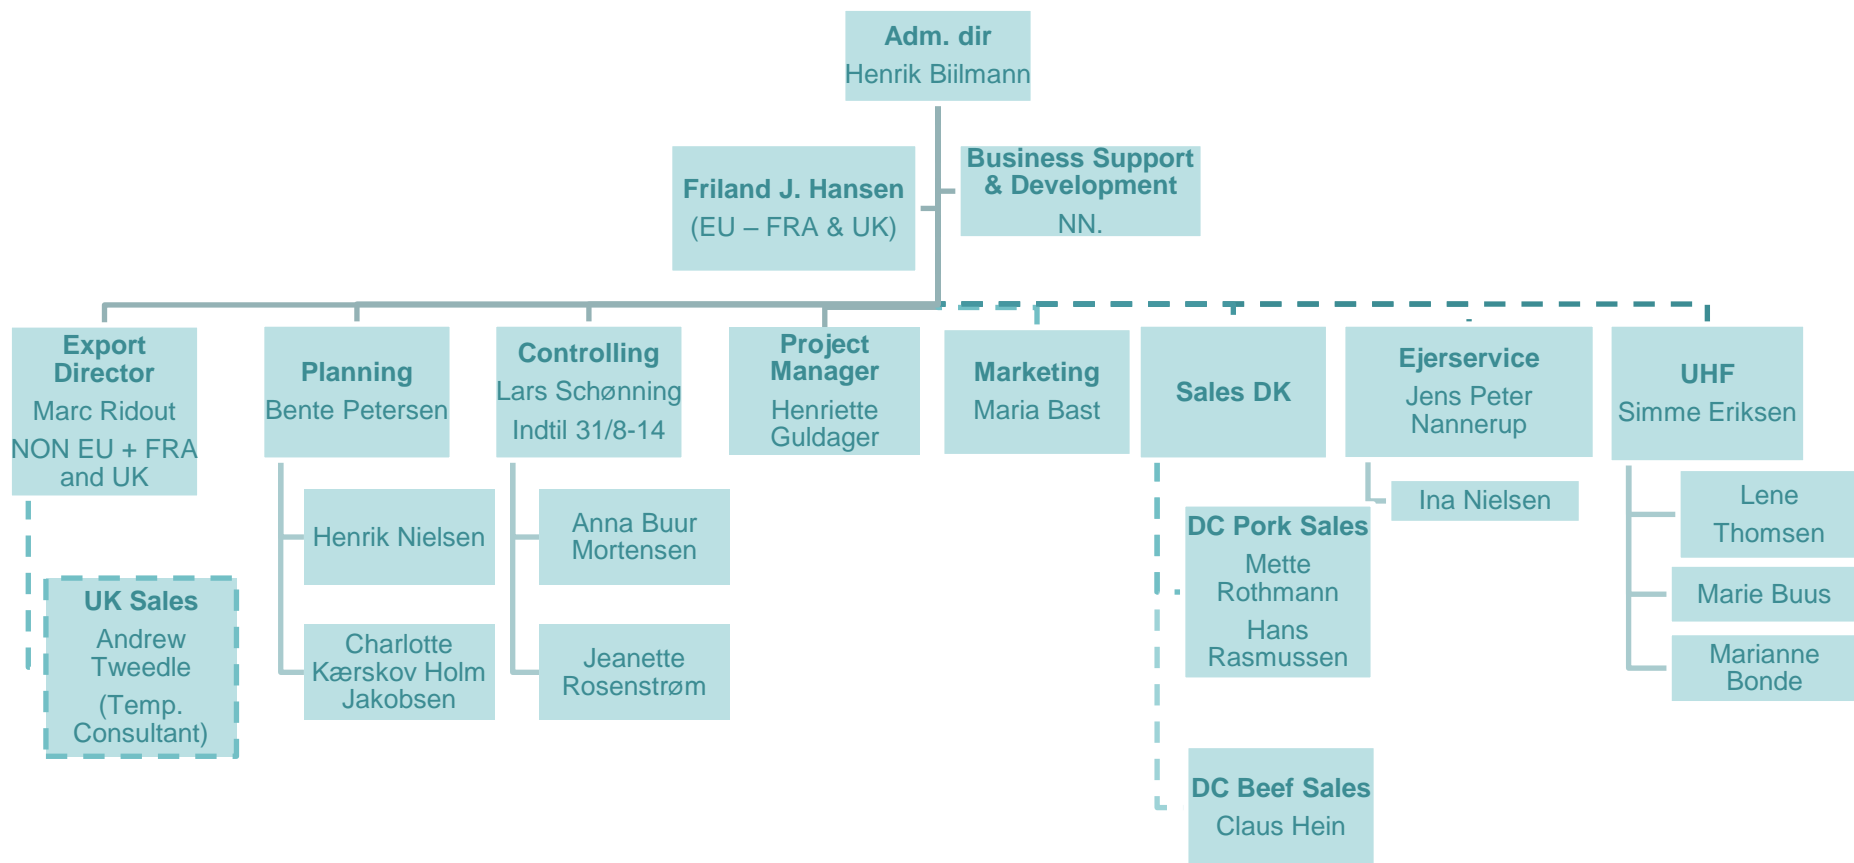 Adm. dir
Henrik Biilmann
Friland J. Hansen
(EU – FRA & UK)
Business Support
& Development
NN.
Export
Director
Marc Ridout
NON EU + FRA
and UK
Planning
Bente Petersen
Controlling
Lars Schønning
Indtil 31/8-14
Project
Manager
Henriette
Guldager
Marketing
Maria Bast
Sales DK
Ejerservice
Jens Peter
Nannerup
UHF
Simme Eriksen
UK Sales
Andrew
Tweedle
(Temp.
Consultant)
Henrik Nielsen
Charlotte
Kærskov Holm
Jakobsen
Anna Buur
Mortensen
Jeanette
Rosenstrøm
DC Pork Sales
Mette
Rothmann
Hans
Rasmussen
DC Beef Sales
Claus Hein
Ina Nielsen
Lene
Thomsen
Marie Buus
Marianne
Bonde